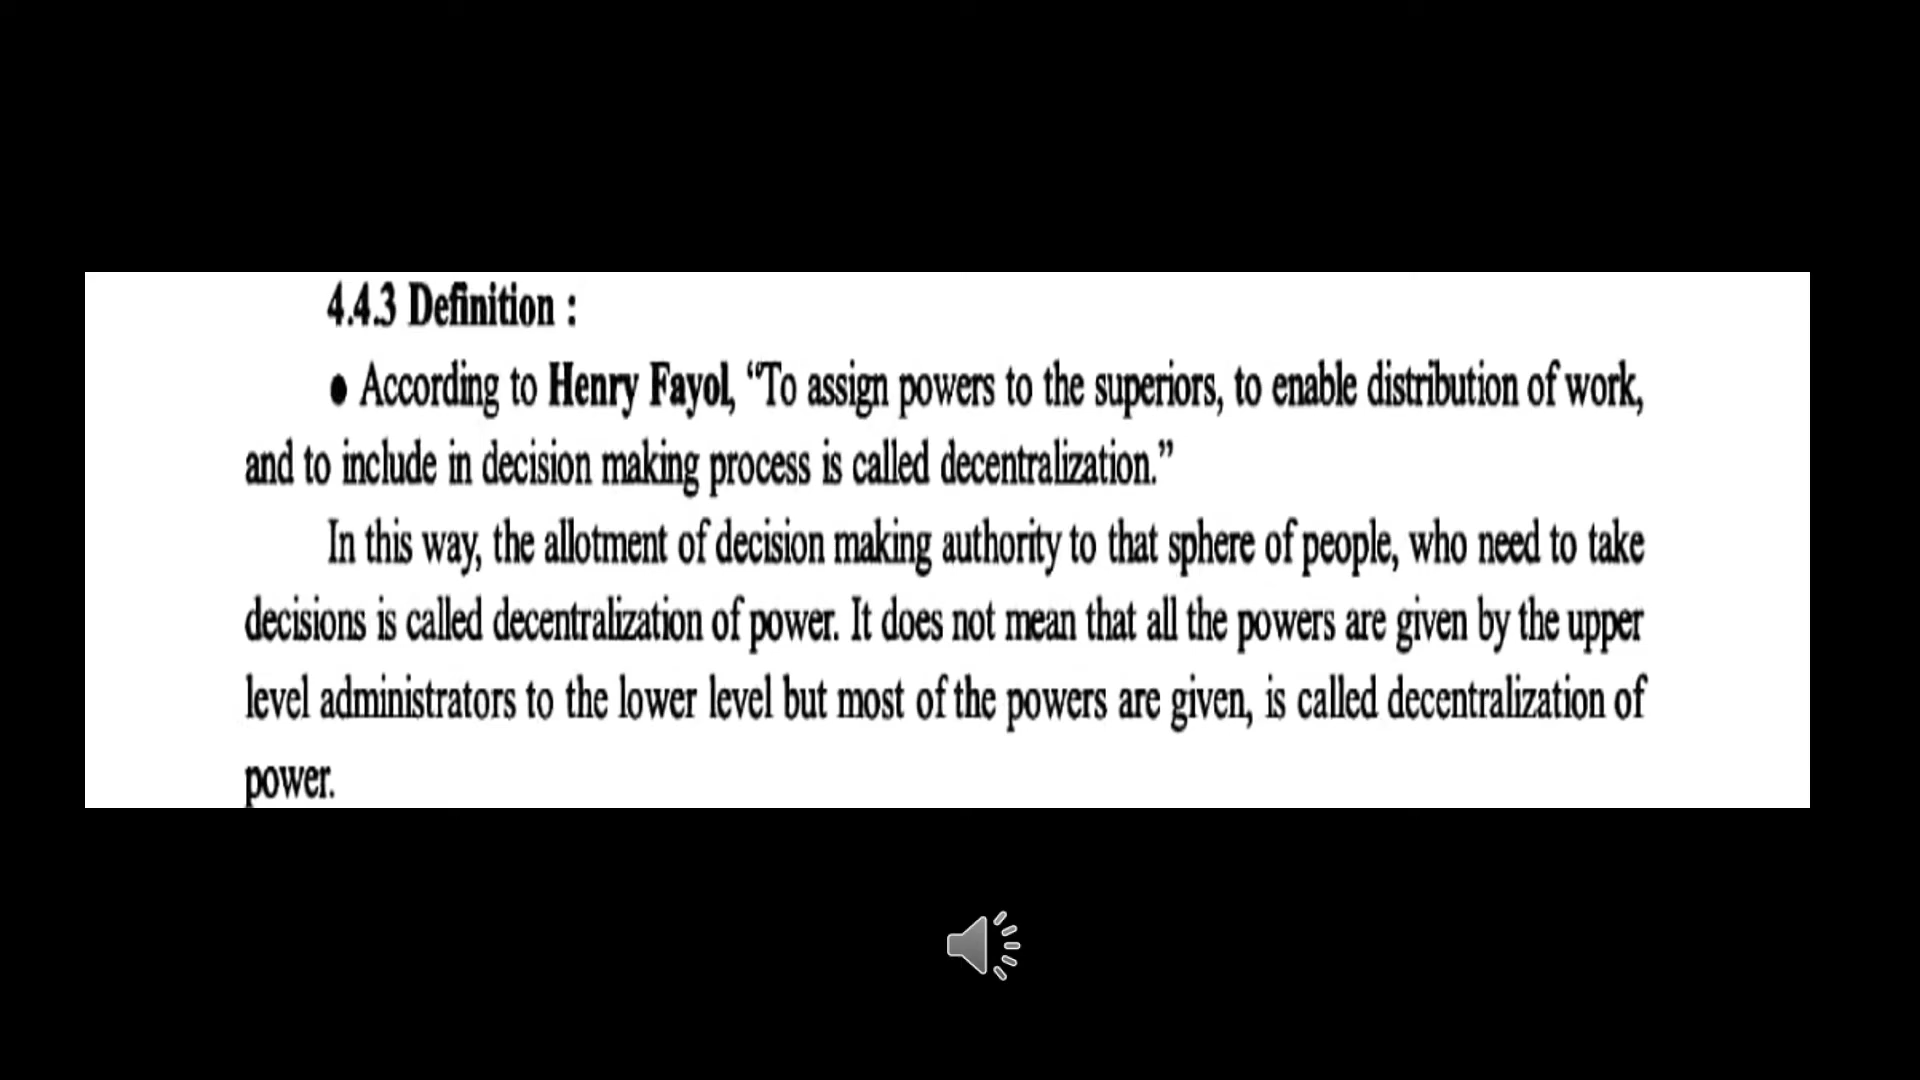 4.4.3 Definition :
● According to Henry Fayol, “To assign powers to the superiors, to enable distribution of work,
and to include in decision making process is called decentralization.”
In this way, the allotment of decision making authority to that sphere of people, who need to take
decisions is called decentralization of power. It does not mean that all the powers are given by the upper
level administrators to the lower level but most of the powers are given, is called decentralization of
power.